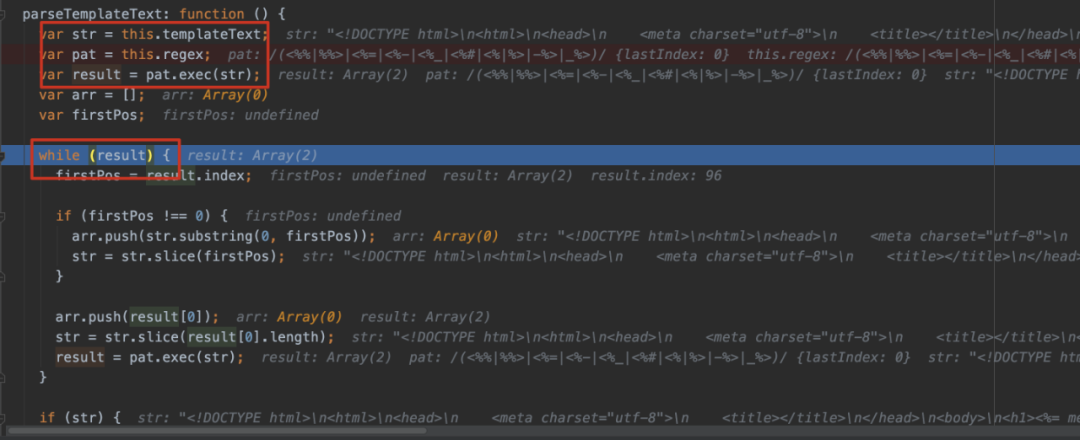 parseTemplateText: function () {
var str = this.templateText; str: "<!DOCTYPE html>\n<html>\n<head>\n    <meta charset="utf-8">\n    <title></title>\n</head>\n
var pat = this.regex; pat: /(<%%|%%>|<%=|<%-|<%_|<%#|<%|%>|-%>|_%>)/ {lastIndex: 0} this.regex: /(<%%|%%>|<%=|<%-|<%_|<%#|<%
var result = pat.exec(str); result: Array(2) pat: /(<%%|%%>|<%=|<%-|<%_|<%#|<%|%>|-%>|_%>)/ {lastIndex: 0} str: "<!DOCTYPE h
var arr = []; arr: Array(0)
var firstPos; firstPos: undefined
while (result) { result: Array(2)
firstPos = result.index; firstPos: undefined result: Array(2) result.index: 96
if (firstPos !== 0) { firstPos: undefined
arr.push(str.substring(0, firstPos)); arr: Array(0) str: "<!DOCTYPE html>\n<html>\n<head>\n    <meta charset="utf-8">\n
str = str.slice(firstPos); str: "<!DOCTYPE html>\n<html>\n<head>\n    <meta charset="utf-8">\n    <title></title>\n</head>
}
arr.push(result[0]); arr: Array(0) result: Array(2)
str = str.slice(result[0].length); str: "<!DOCTYPE html>\n<html>\n<head>\n    <meta charset="utf-8">\n    <title></title>\n<
result = pat.exec(str); result: Array(2) pat: /(<%%|%%>|<%=|<%-|<%_|<%#|<%|%>|-%>|_%>)/ {lastIndex: 0} str: "<!DOCTYPE htm
}
if (str) { str: "<!DOCTYPE html>\n<html>\n<head>\n    <meta charset="utf-8">\n    <title></title>\n</head>\n<body>\n<h1><%= me